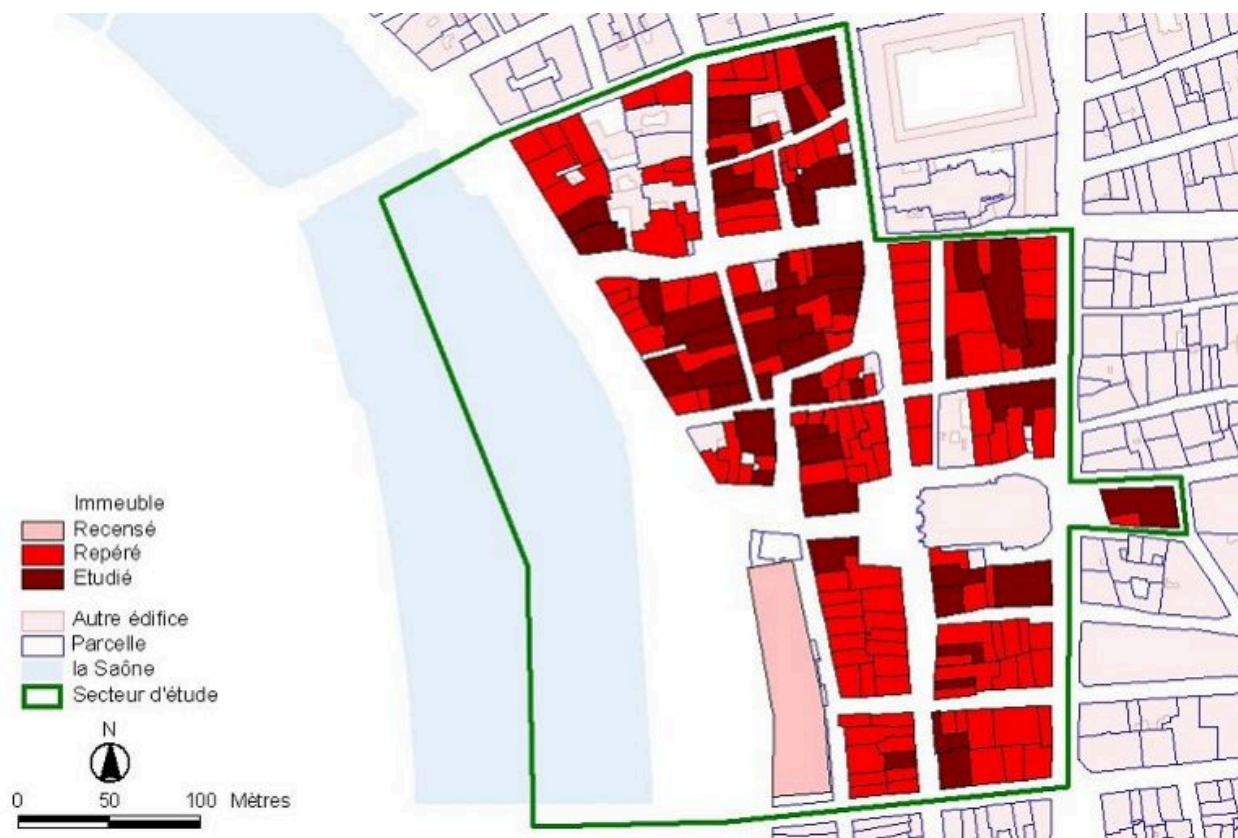 Immeuble
Recensé
Repéré
Etudié
Autre édifice
Parcelle
la Saône
Secteur d'étude
N
0 50 100 Mètres